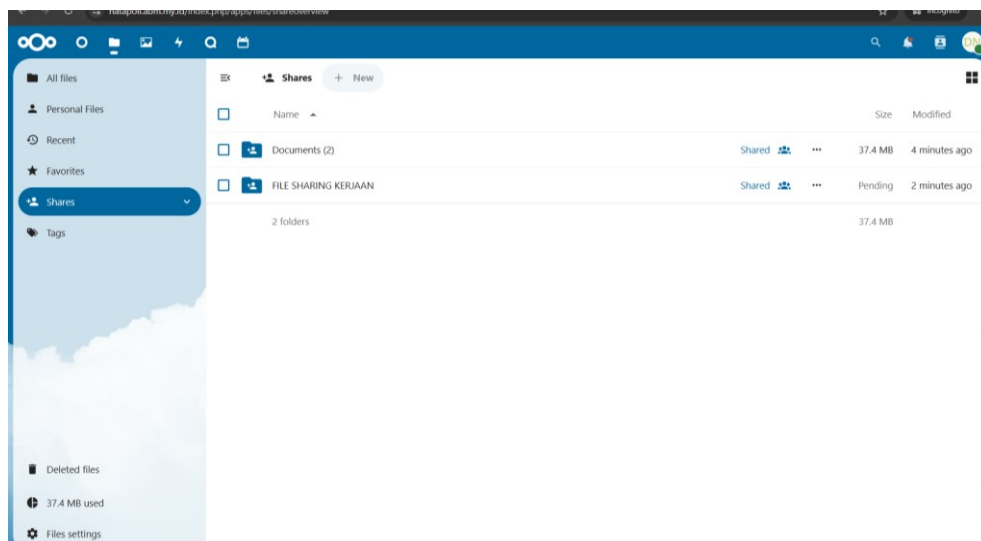 All files
Personal Files
Recent
Favorites
Shares
Tags
Deleted files
37.4 MB used
Files settings
Shares + New
Name Size Modified
Documents (2) Shared ... 37.4 MB 4 minutes ago
FILE SHARING KERJAAN Shared ... Pending 2 minutes ago
2 folders 37.4 MB
DN